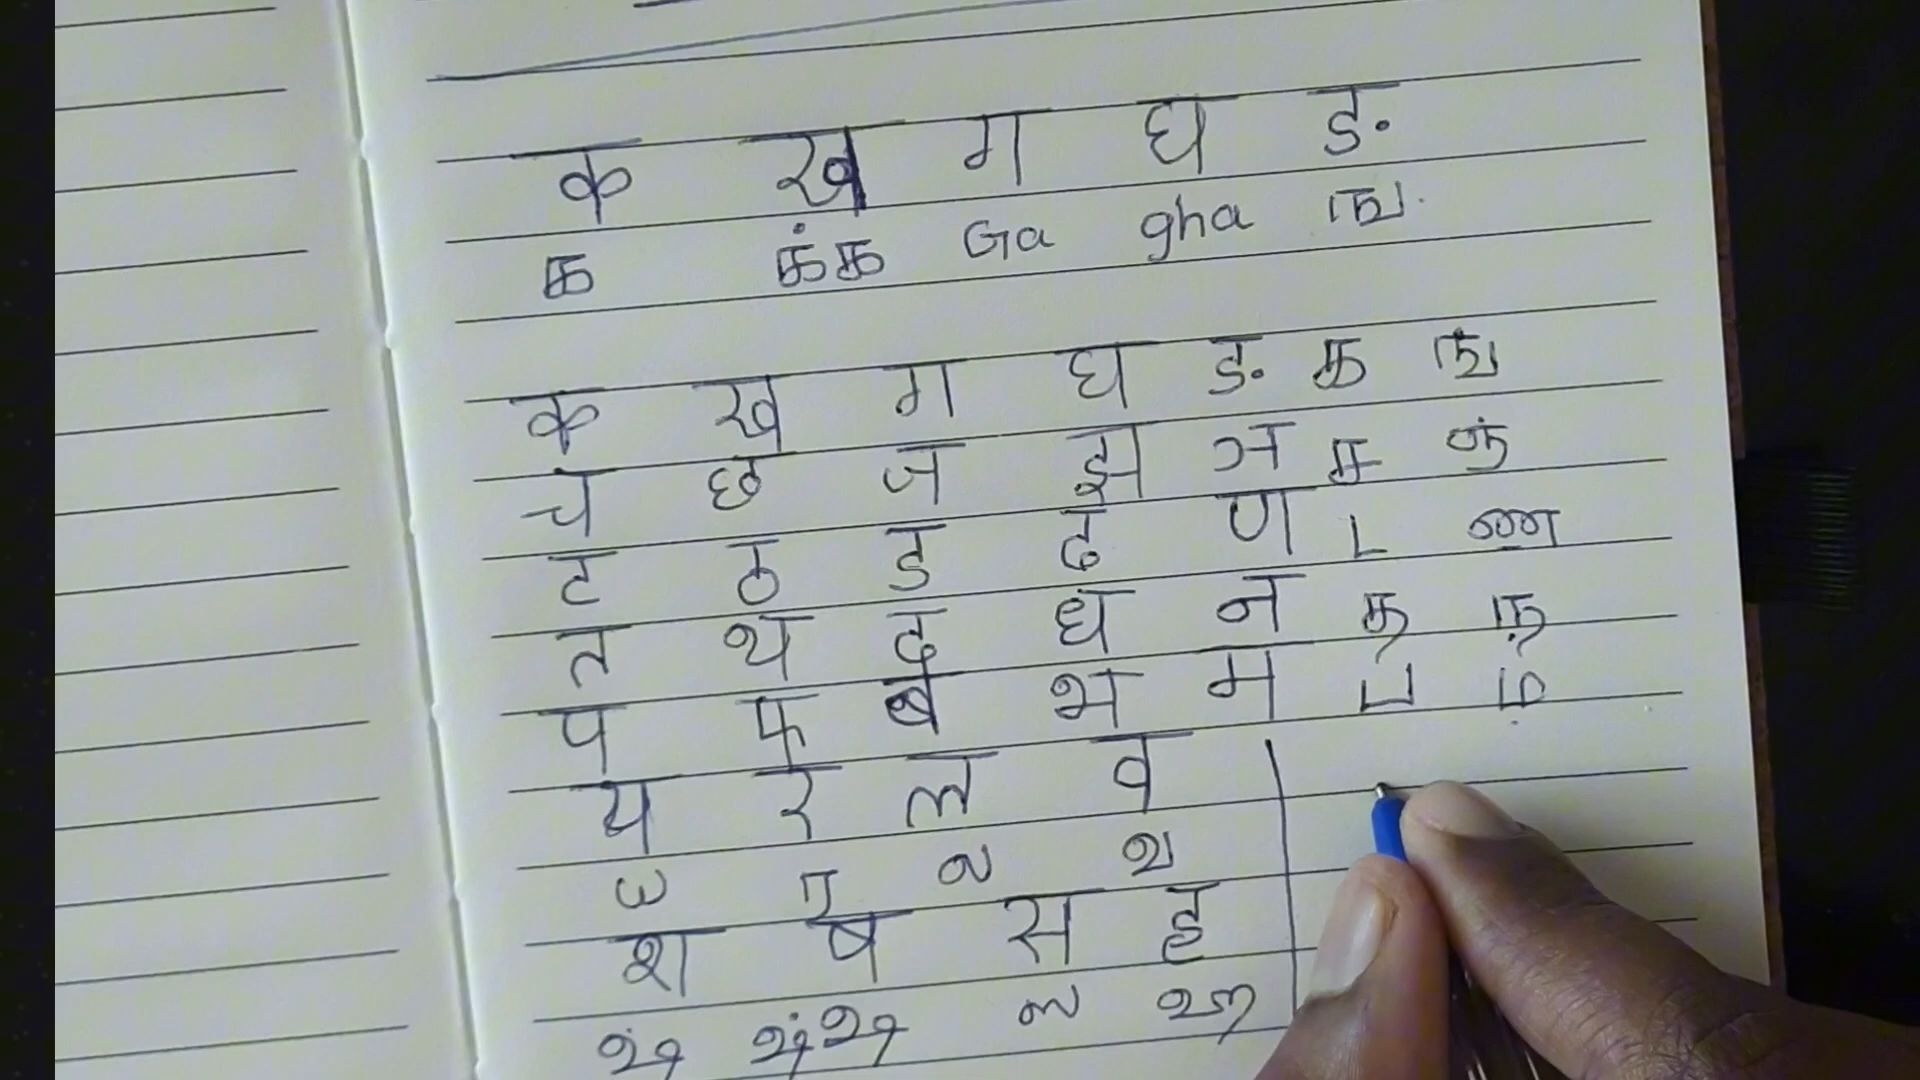 क ख ग घ ङ
க க்க Ga gha ங
क ख ग घ ङ க ங
च छ ज झ ञ ச ஞ
ट ठ ड ढ ण ட ண
त थ द ध न த ந
प फ ब भ म ப ம
य र ल व
ய ர ல வ
श ष स ह
ஶ ஷ ஸ ஹ